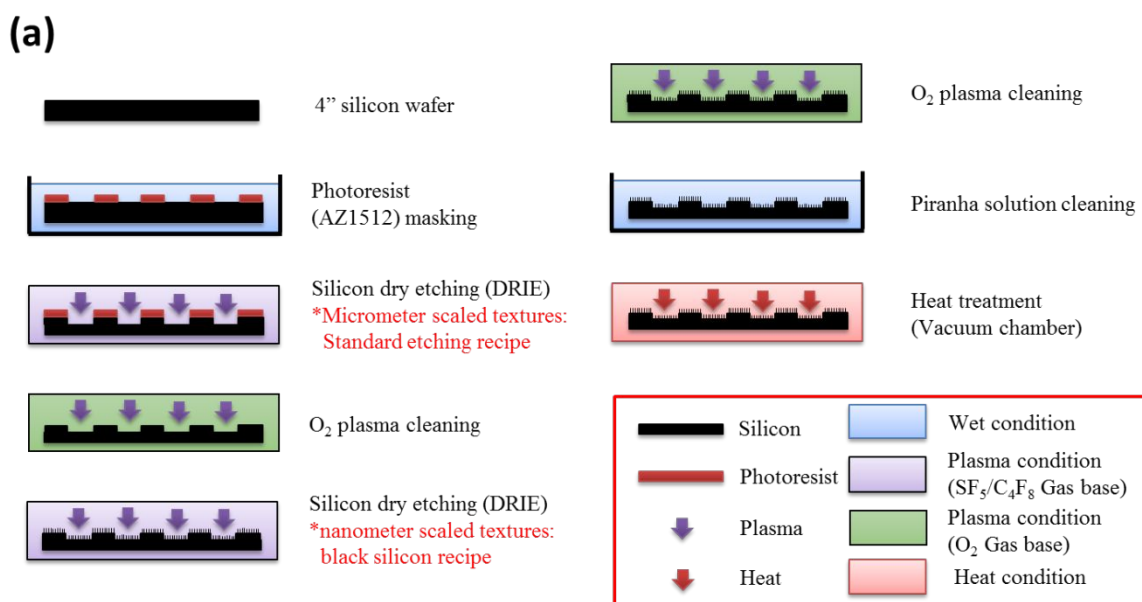 (a)
4” silicon wafer
Photoresist
(AZ1512) masking
Silicon dry etching (DRIE)
*Micrometer scaled textures:
Standard etching recipe
O₂ plasma cleaning
Silicon dry etching (DRIE)
*nanometer scaled textures:
black silicon recipe
O₂ plasma cleaning
Piranha solution cleaning
Heat treatment
(Vacuum chamber)
Silicon
Photoresist
Plasma
Heat
Wet condition
Plasma condition
(SF₅/C₄F₈ Gas base)
Plasma condition
(O₂ Gas base)
Heat condition